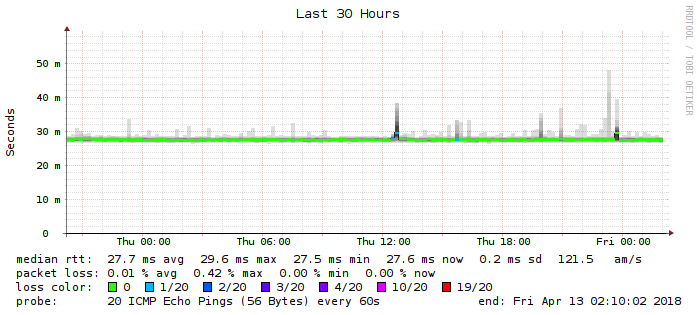 Last 30 Hours
RRDTOOL / TOBI OETIKER
Seconds
50 m
40 m
30 m
20 m
10 m
0
Thu 00:00 Thu 06:00 Thu 12:00 Thu 18:00 Fri 00:00
median rtt: 27.7 ms avg 29.6 ms max 27.5 ms min 27.6 ms now 0.2 ms sd 121.5 am/s
packet loss: 0.01 % avg 0.42 % max 0.00 % min 0.00 % now
loss color: 0 1/20 2/20 3/20 4/20 10/20 19/20
probe: 20 ICMP Echo Pings (56 Bytes) every 60s end: Fri Apr 13 02:10:02 2018